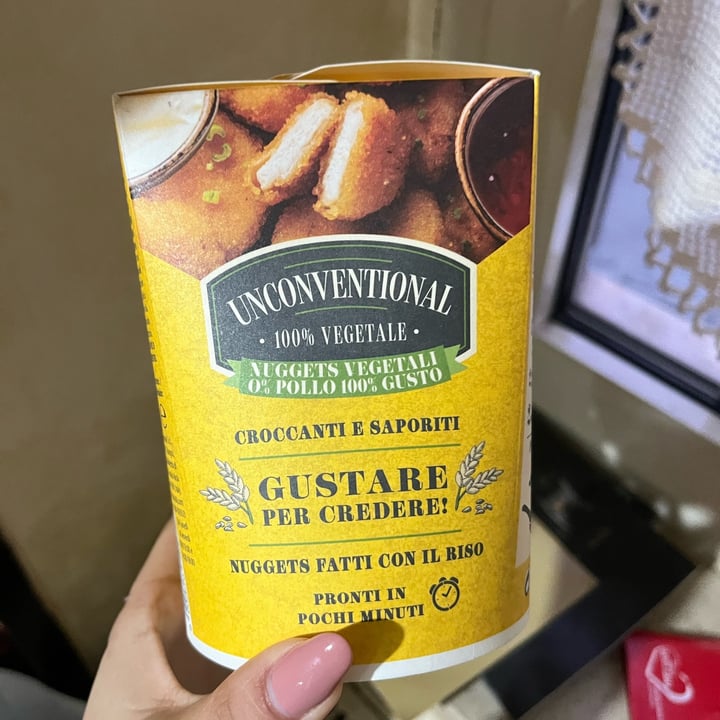 UNCONVENTIONAL
• 100% VEGETALE •
NUGGETS VEGETALI
0% POLLO 100% GUSTO
CROCCANTI E SAPORITI
GUSTARE
PER CREDERE!
NUGGETS FATTI CON IL RISO
PRONTI IN
POCHI MINUTI